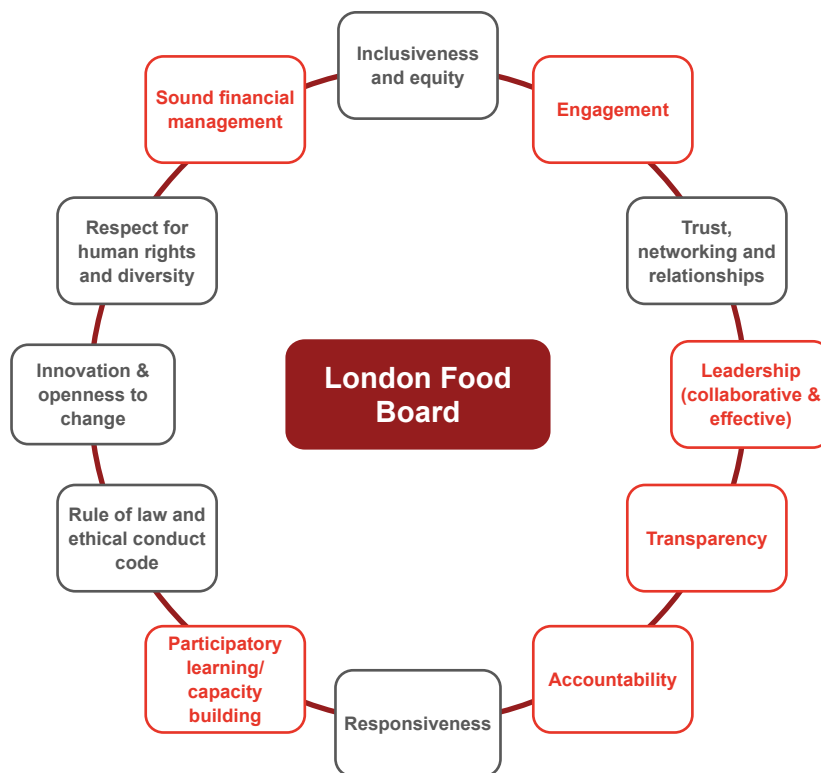 Inclusiveness
and equity
Engagement
Trust,
networking and
relationships
Leadership
(collaborative &
effective)
Transparency
Accountability
Responsiveness
Participatory
learning/
capacity
building
Rule of law and
ethical conduct
code
Innovation &
openness to
change
Respect for
human rights
and diversity
Sound financial
management
London Food
Board